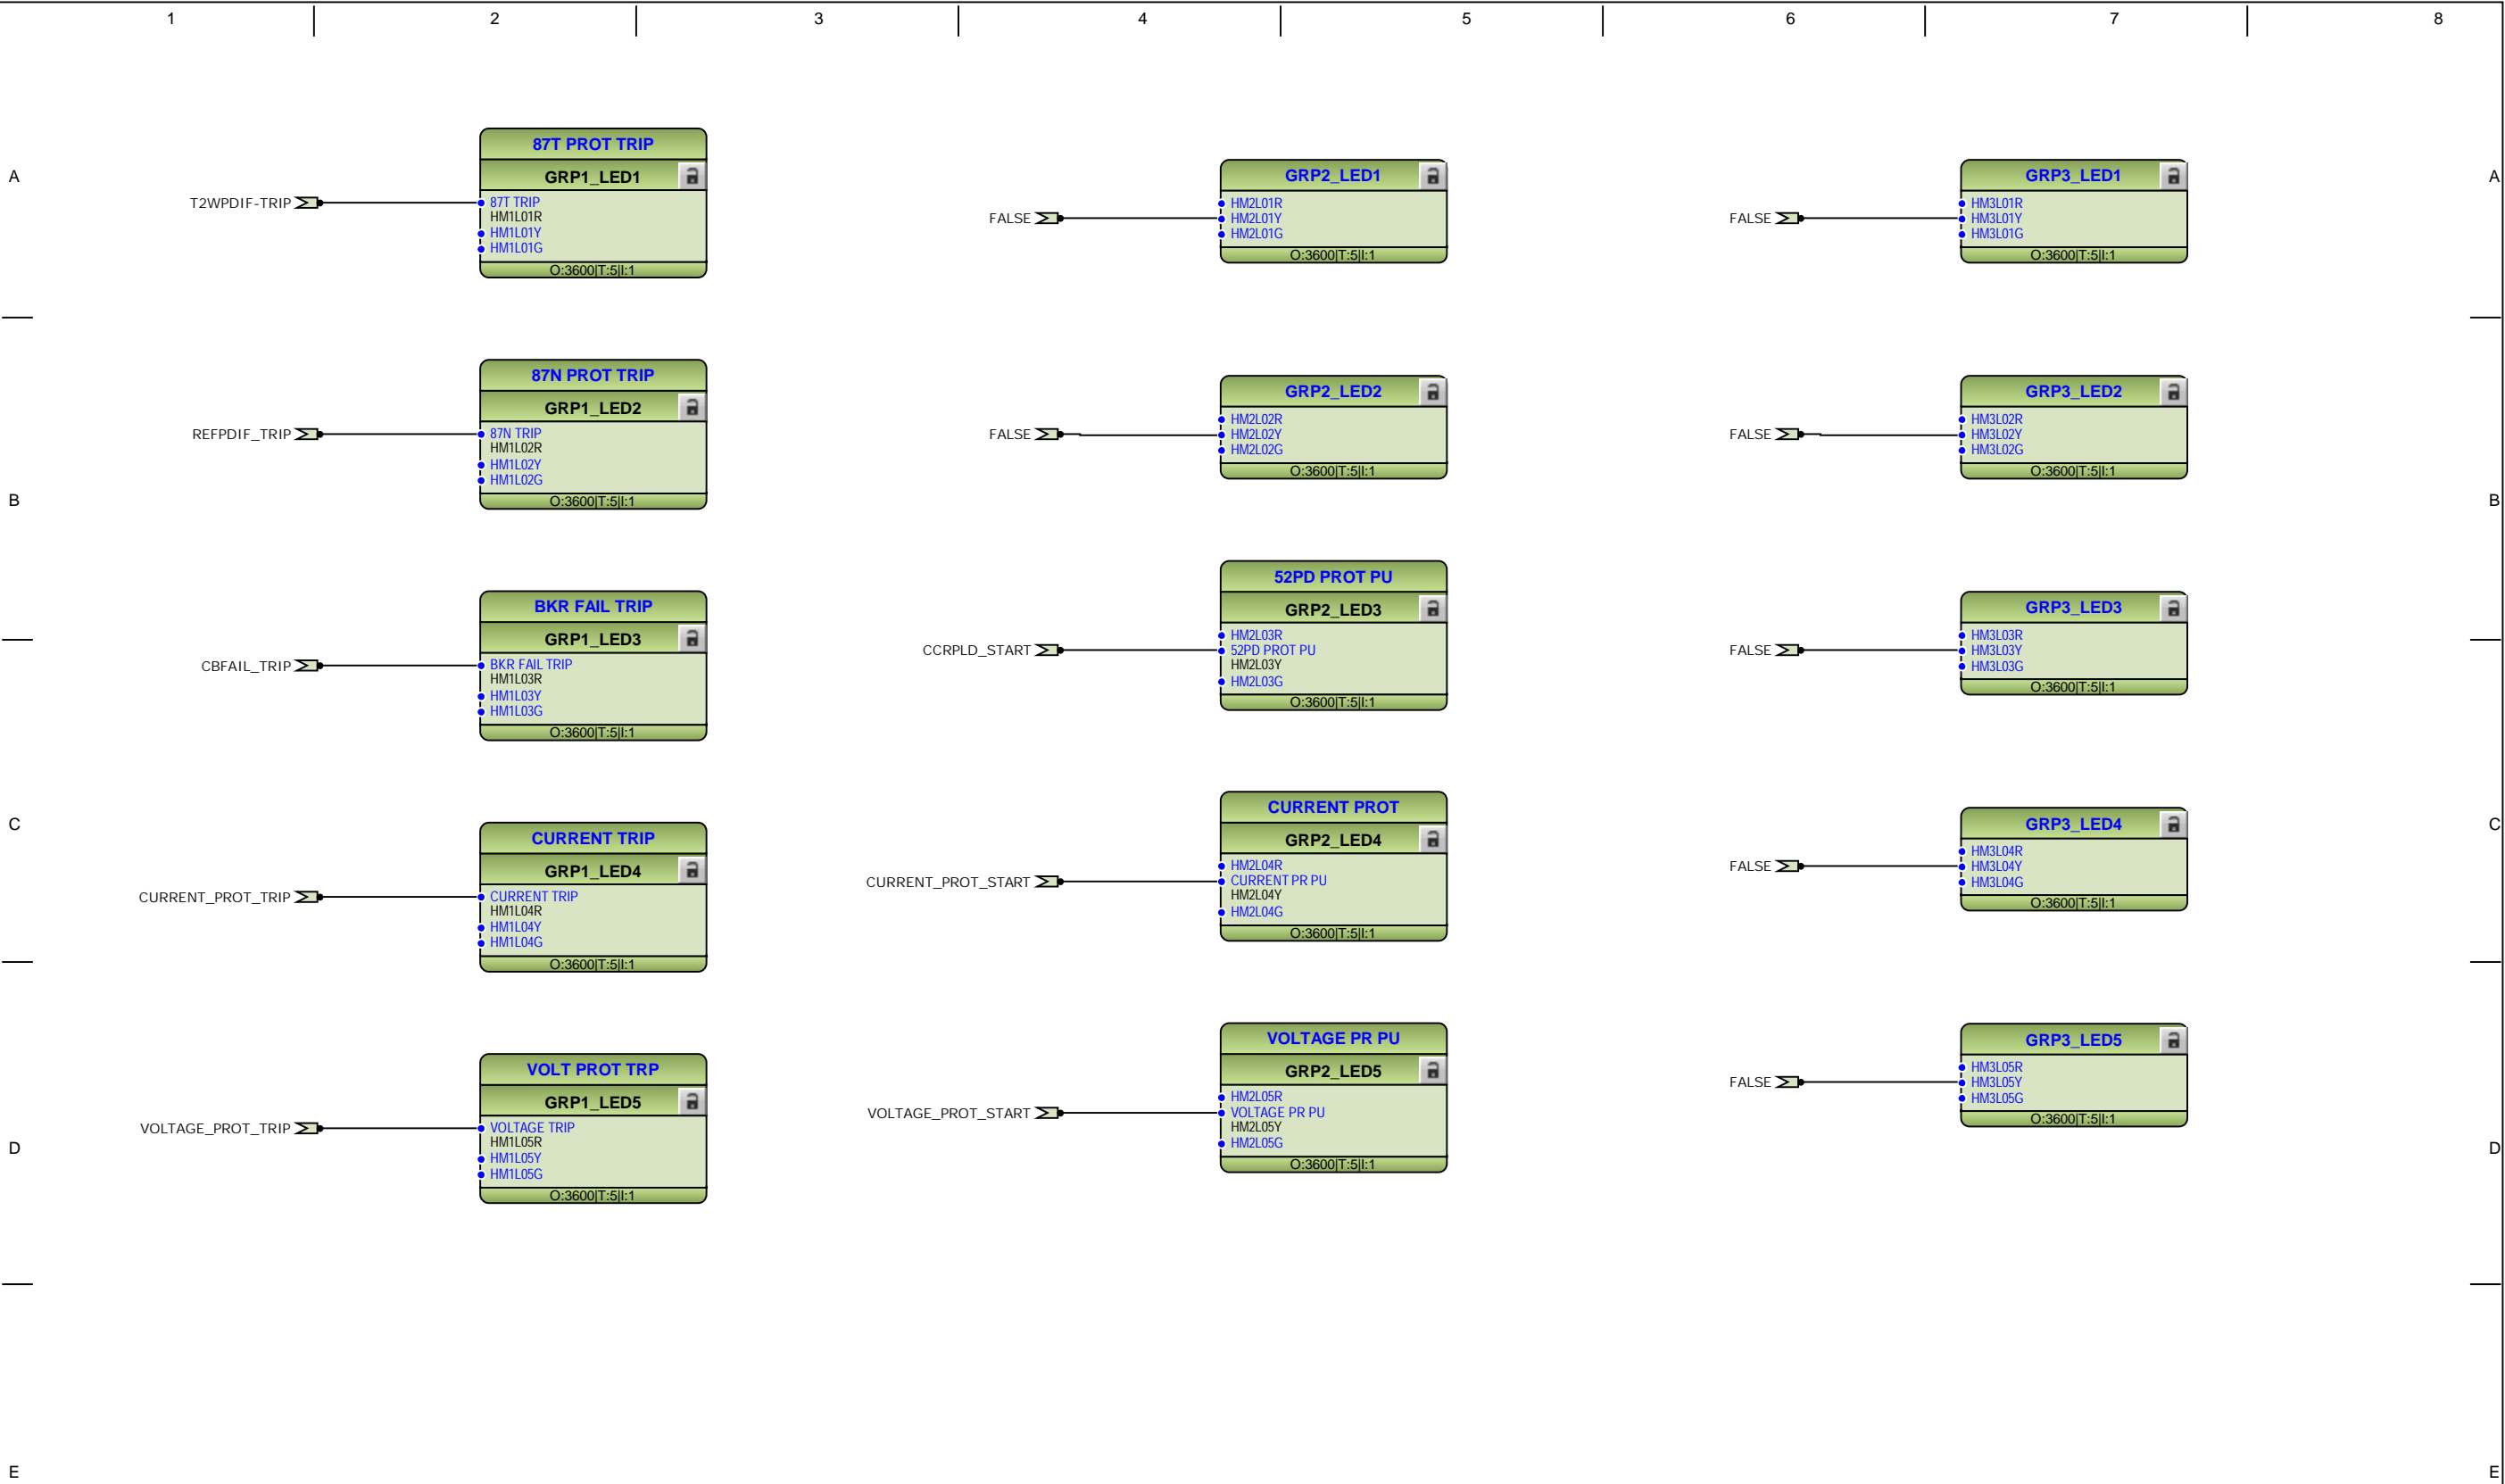 1 2 3 4 5 6 7 8
A
87T PROT TRIP
GRP1_LED1
T2WPDIF-TRIP
87T TRIP
HM1L01R
HM1L01Y
HM1L01G
O:3600|T:5|I:1
GRP2_LED1
FALSE
HM2L01R
HM2L01Y
HM2L01G
O:3600|T:5|I:1
GRP3_LED1
FALSE
HM3L01R
HM3L01Y
HM3L01G
O:3600|T:5|I:1
A
B
87N PROT TRIP
GRP1_LED2
REFPDIF_TRIP
87N TRIP
HM1L02R
HM1L02Y
HM1L02G
O:3600|T:5|I:1
GRP2_LED2
FALSE
HM2L02R
HM2L02Y
HM2L02G
O:3600|T:5|I:1
GRP3_LED2
FALSE
HM3L02R
HM3L02Y
HM3L02G
O:3600|T:5|I:1
B
BKR FAIL TRIP
GRP1_LED3
CBFAIL_TRIP
BKR FAIL TRIP
HM1L03R
HM1L03Y
HM1L03G
O:3600|T:5|I:1
52PD PROT PU
GRP2_LED3
CCRPLD_START
HM2L03R
52PD PROT PU
HM2L03Y
HM2L03G
O:3600|T:5|I:1
GRP3_LED3
FALSE
HM3L03R
HM3L03Y
HM3L03G
O:3600|T:5|I:1
C
CURRENT TRIP
GRP1_LED4
CURRENT_PROT_TRIP
CURRENT TRIP
HM1L04R
HM1L04Y
HM1L04G
O:3600|T:5|I:1
CURRENT PROT
GRP2_LED4
CURRENT_PROT_START
HM2L04R
CURRENT PR PU
HM2L04Y
HM2L04G
O:3600|T:5|I:1
GRP3_LED4
FALSE
HM3L04R
HM3L04Y
HM3L04G
O:3600|T:5|I:1
C
D
VOLT PROT TRP
GRP1_LED5
VOLTAGE_PROT_TRIP
VOLTAGE TRIP
HM1L05R
HM1L05Y
HM1L05G
O:3600|T:5|I:1
VOLTAGE PR PU
GRP2_LED5
VOLTAGE_PROT_START
HM2L05R
VOLTAGE PR PU
HM2L05Y
HM2L05G
O:3600|T:5|I:1
GRP3_LED5
FALSE
HM3L05R
HM3L05Y
HM3L05G
O:3600|T:5|I:1
D
E
E